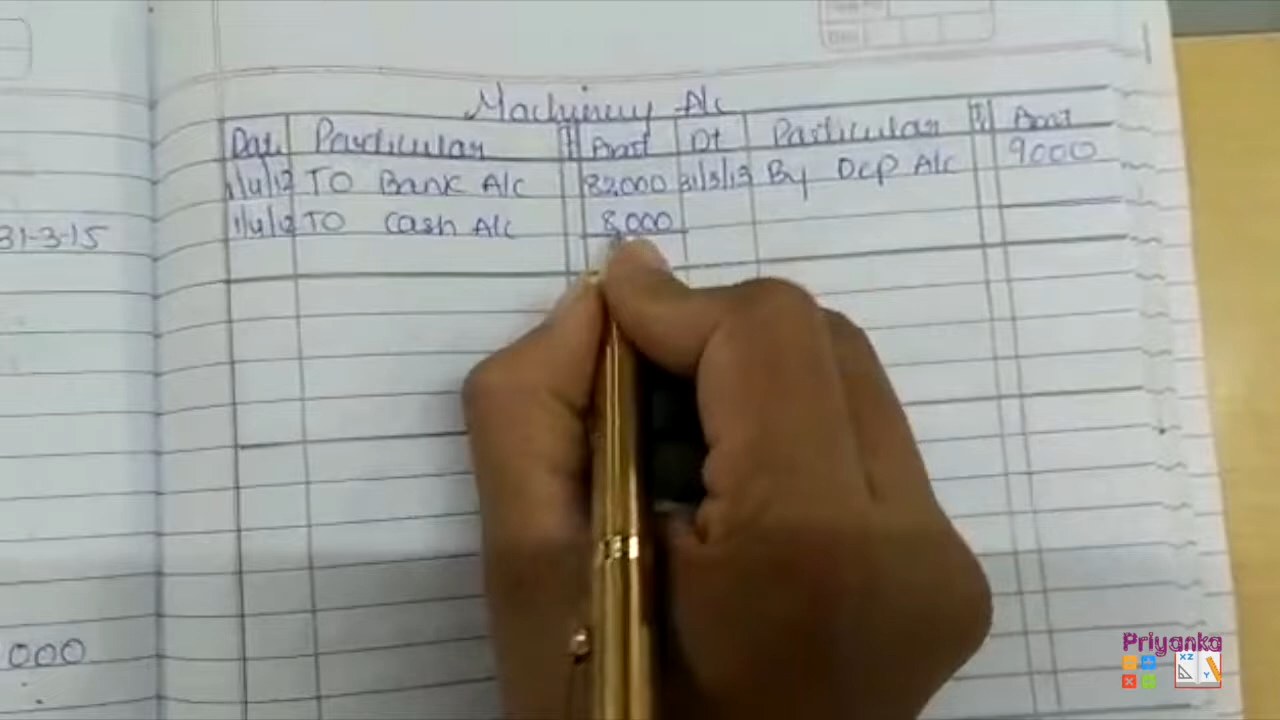 Machinery A/c
Date Particular Amt Dt Particular Amt
1/4/12 TO Bank A/c 82,000 31/3/13 By Dep A/c 9000
1/4/12 TO Cash A/c 8,000
31-3-15
000
Priyanka